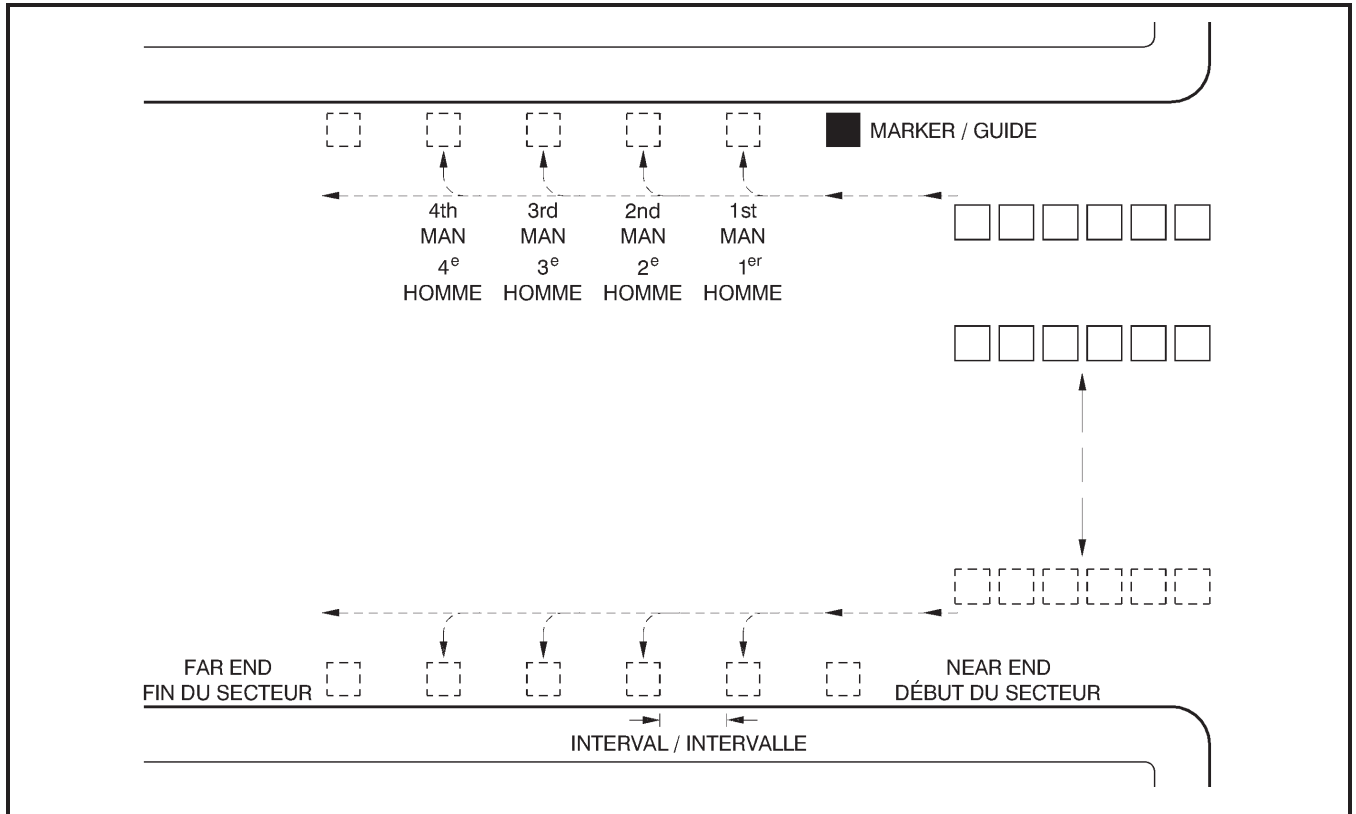 MARKER / GUIDE
4th MAN
4e HOMME
3rd MAN
3e HOMME
2nd MAN
2e HOMME
1st MAN
1er HOMME
FAR END
FIN DU SECTEUR
NEAR END
DÉBUT DU SECTEUR
INTERVAL / INTERVALLE